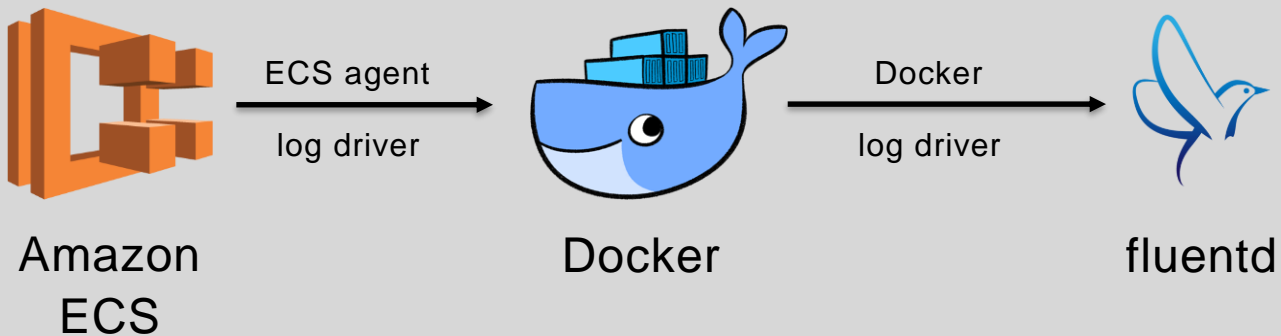 ECS agent
log driver
Docker
log driver
Amazon
ECS
Docker
fluentd